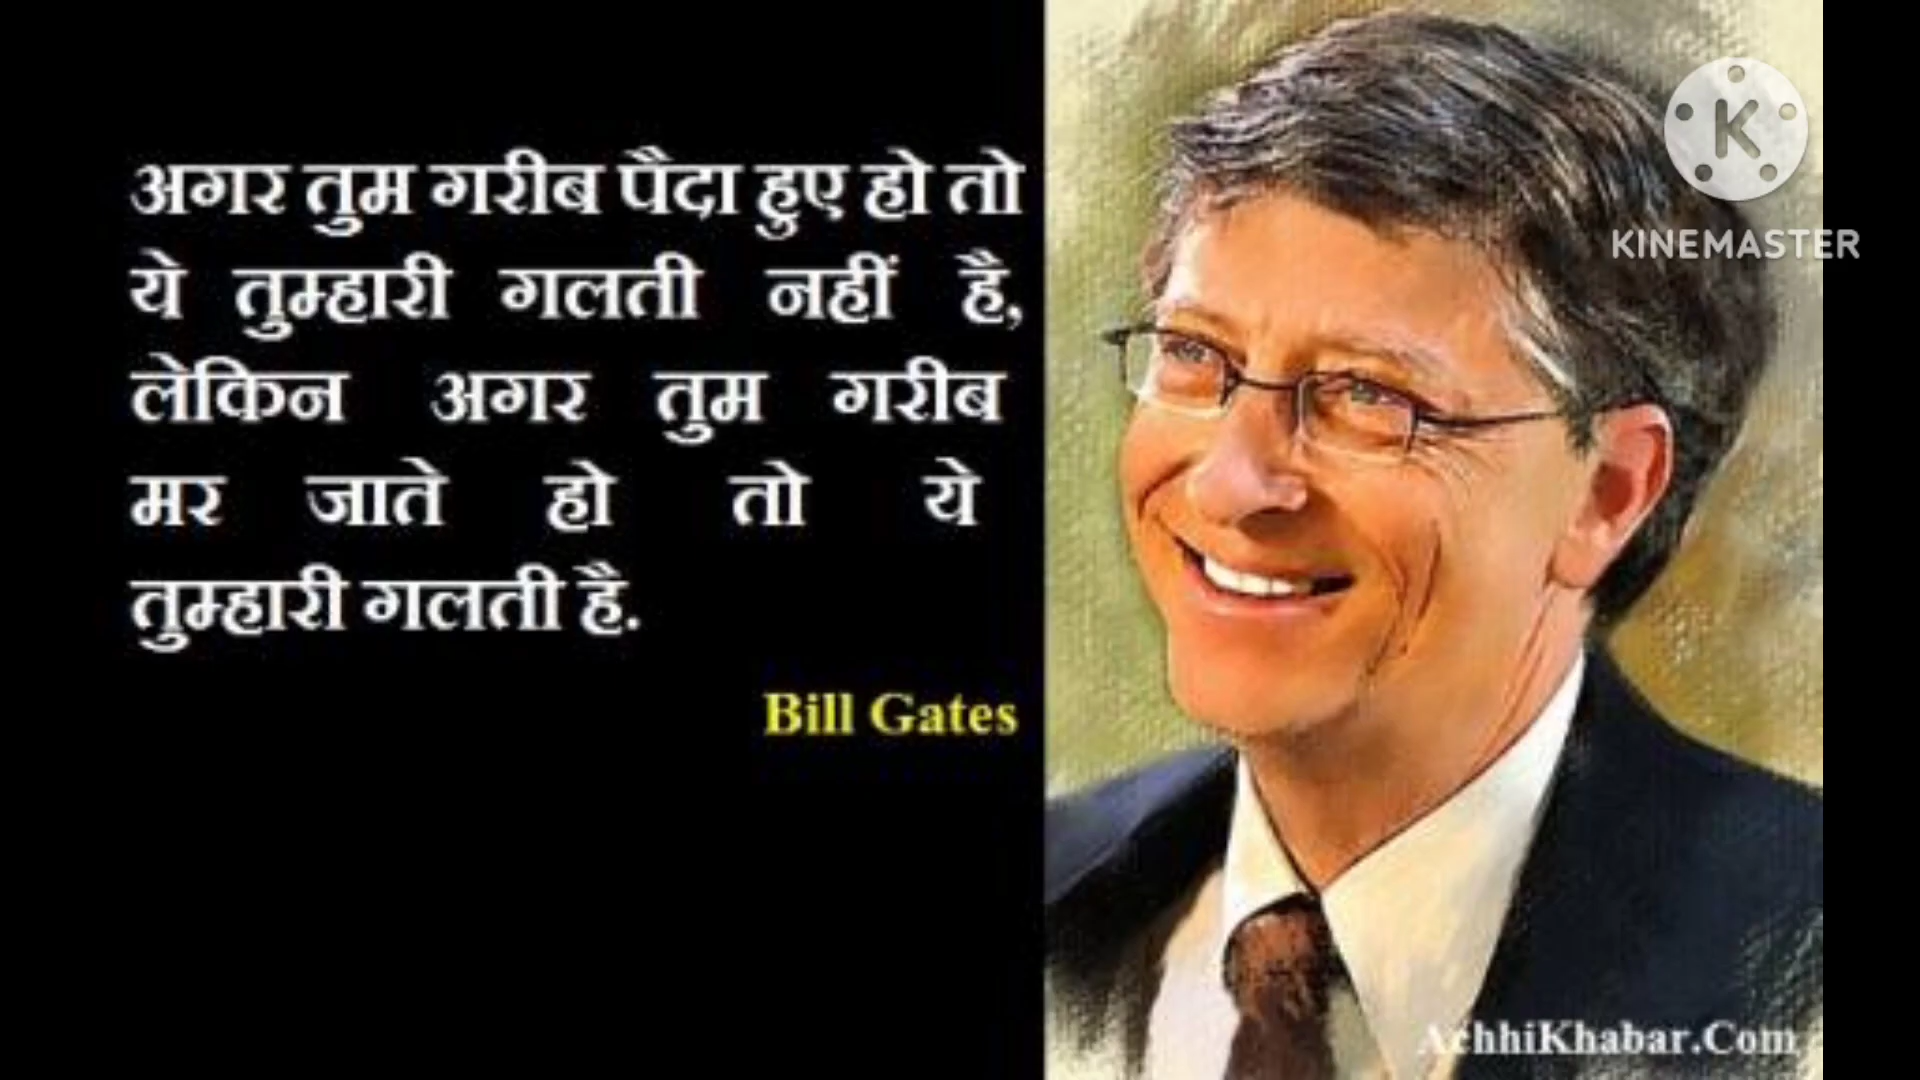 अगर तुम गरीब पैदा हुए हो तो
ये तुम्हारी गलती नहीं है,
लेकिन अगर तुम गरीब
मर जाते हो तो ये
तुम्हारी गलती है.
Bill Gates
K
KINEMASTER
AchhiKhabar.Com